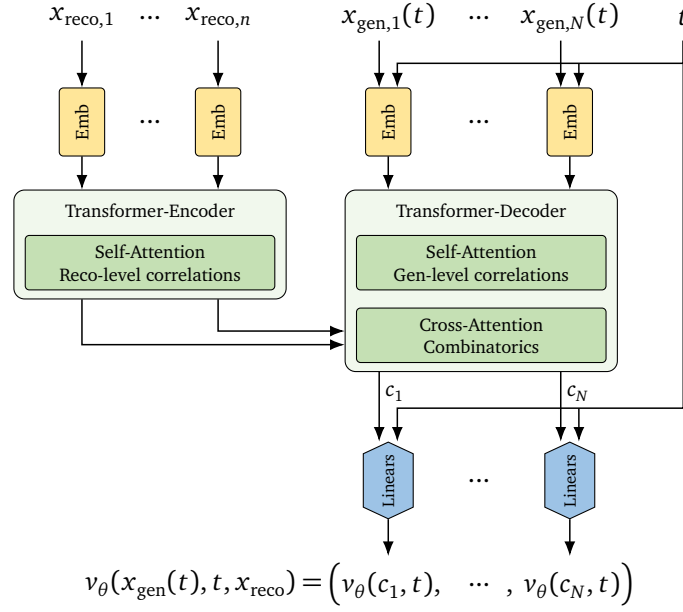 x_reco,1 ... x_reco,n x_gen,1(t) ... x_gen,N(t) t
Emb ... Emb Emb ... Emb
Transformer-Encoder Transformer-Decoder
Self-Attention
Reco-level correlations
Self-Attention
Gen-level correlations
Cross-Attention
Combinatorics
c_1 c_N
Linears ... Linears
v_θ(x_gen(t), t, x_reco) = (v_θ(c_1, t), ... , v_θ(c_N, t))